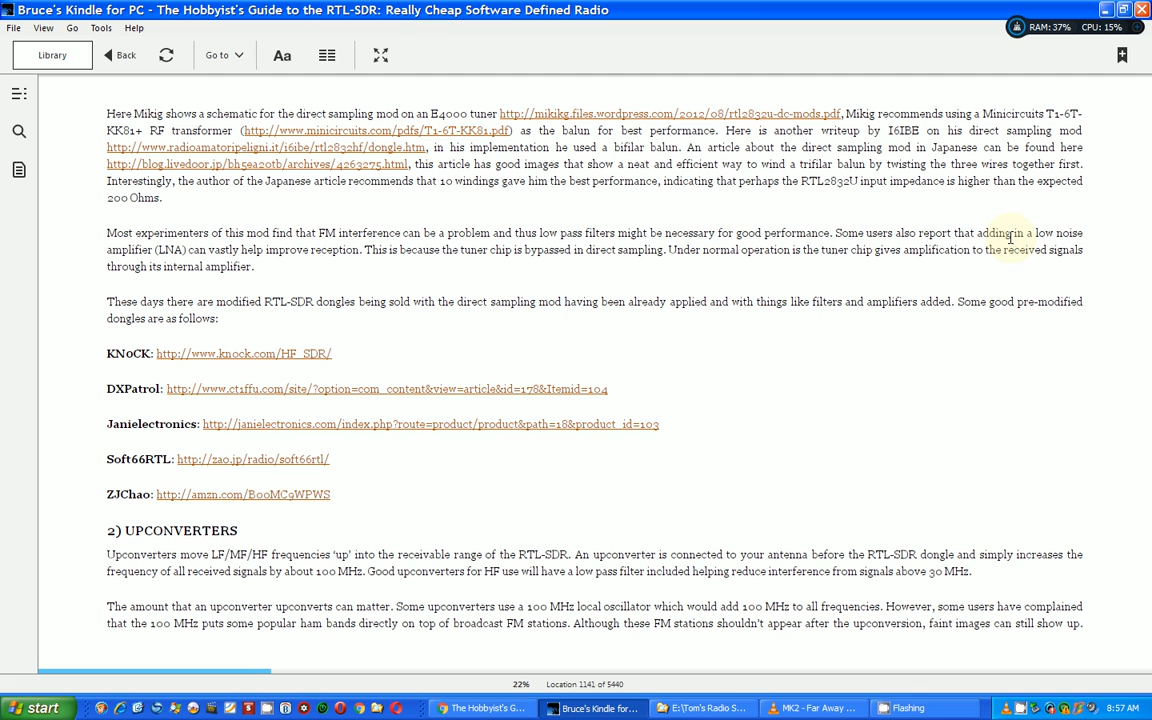 Bruce's Kindle for PC - The Hobbyist's Guide to the RTL-SDR: Really Cheap Software Defined Radio
File View Go Tools Help
RAM: 37% CPU: 15%
Library Back Go to Aa
Here Mikig shows a schematic for the direct sampling mod on an E4000 tuner http://mikikg.files.wordpress.com/2012/08/rtl2832u-dc-mods.pdf, Mikig recommends using a Minicircuits T1-6T-
KK81+ RF transformer (http://www.minicircuits.com/pdfs/T1-6T-KK81.pdf) as the balun for best performance. Here is another writeup by I6IBE on his direct sampling mod
http://www.radioamatoripeligni.it/i6ibe/rtl2832hf/dongle.htm, in his implementation he used a bifilar balun. An article about the direct sampling mod in Japanese can be found here
http://blog.livedoor.jp/bh5ea20tb/archives/4263275.html, this article has good images that show a neat and efficient way to wind a trifilar balun by twisting the three wires together first.
Interestingly, the author of the Japanese article recommends that 10 windings gave him the best performance, indicating that perhaps the RTL2832U input impedance is higher than the expected
200 Ohms.
Most experimenters of this mod find that FM interference can be a problem and thus low pass filters might be necessary for good performance. Some users also report that adding in a low noise
amplifier (LNA) can vastly help improve reception. This is because the tuner chip is bypassed in direct sampling. Under normal operation is the tuner chip gives amplification to the received signals
through its internal amplifier.
These days there are modified RTL-SDR dongles being sold with the direct sampling mod having been already applied and with things like filters and amplifiers added. Some good pre-modified
dongles are as follows:
KN0CK: http://www.knock.com/HF_SDR/
DXPatrol: http://www.ct1ffu.com/site/?option=com_content&view=article&id=178&Itemid=104
Janielectronics: http://janielectronics.com/index.php?route=product/product&path=18&product_id=103
Soft66RTL: http://zao.jp/radio/soft66rtl/
ZJChao: http://amzn.com/B00MC9WPWS
2) UPCONVERTERS
Upconverters move LF/MF/HF frequencies 'up' into the receivable range of the RTL-SDR. An upconverter is connected to your antenna before the RTL-SDR dongle and simply increases the
frequency of all received signals by about 100 MHz. Good upconverters for HF use will have a low pass filter included helping reduce interference from signals above 30 MHz.
The amount that an upconverter upconverts can matter. Some upconverters use a 100 MHz local oscillator which would add 100 MHz to all frequencies. However, some users have complained
that the 100 MHz puts some popular ham bands directly on top of broadcast FM stations. Although these FM stations shouldn't appear after the upconversion, faint images can still show up.
22% Location 1141 of 5440
start The Hobbyist's G... Bruce's Kindle for... E:\Tom's Radio S... MK2 - Far Away ... Flashing 8:57 AM